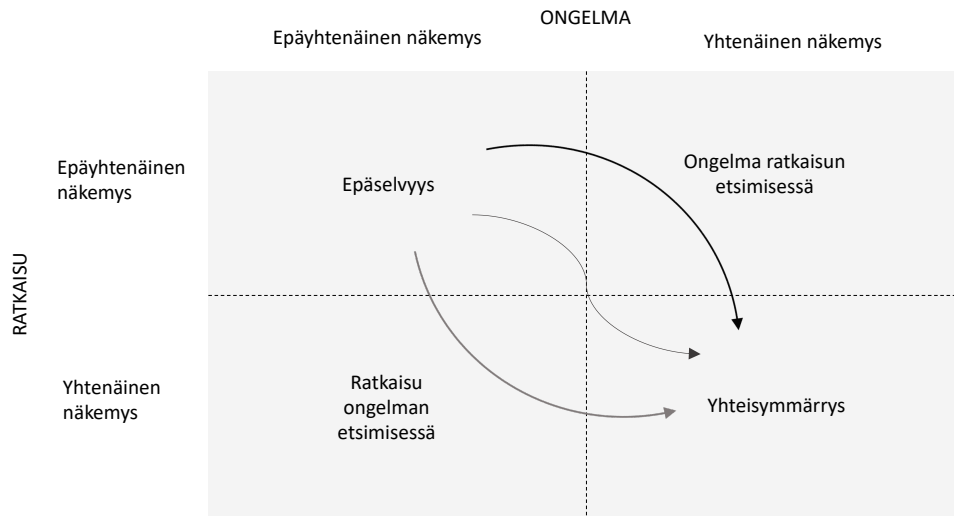 ONGELMA
Epäyhtenäinen näkemys
Yhtenäinen näkemys
RATKAISU
Epäyhtenäinen
näkemys
Epäselvyys
Ongelma ratkaisun
etsimisessä
Yhtenäinen
näkemys
Ratkaisu
ongelman
etsimisessä
Yhteisymmärrys